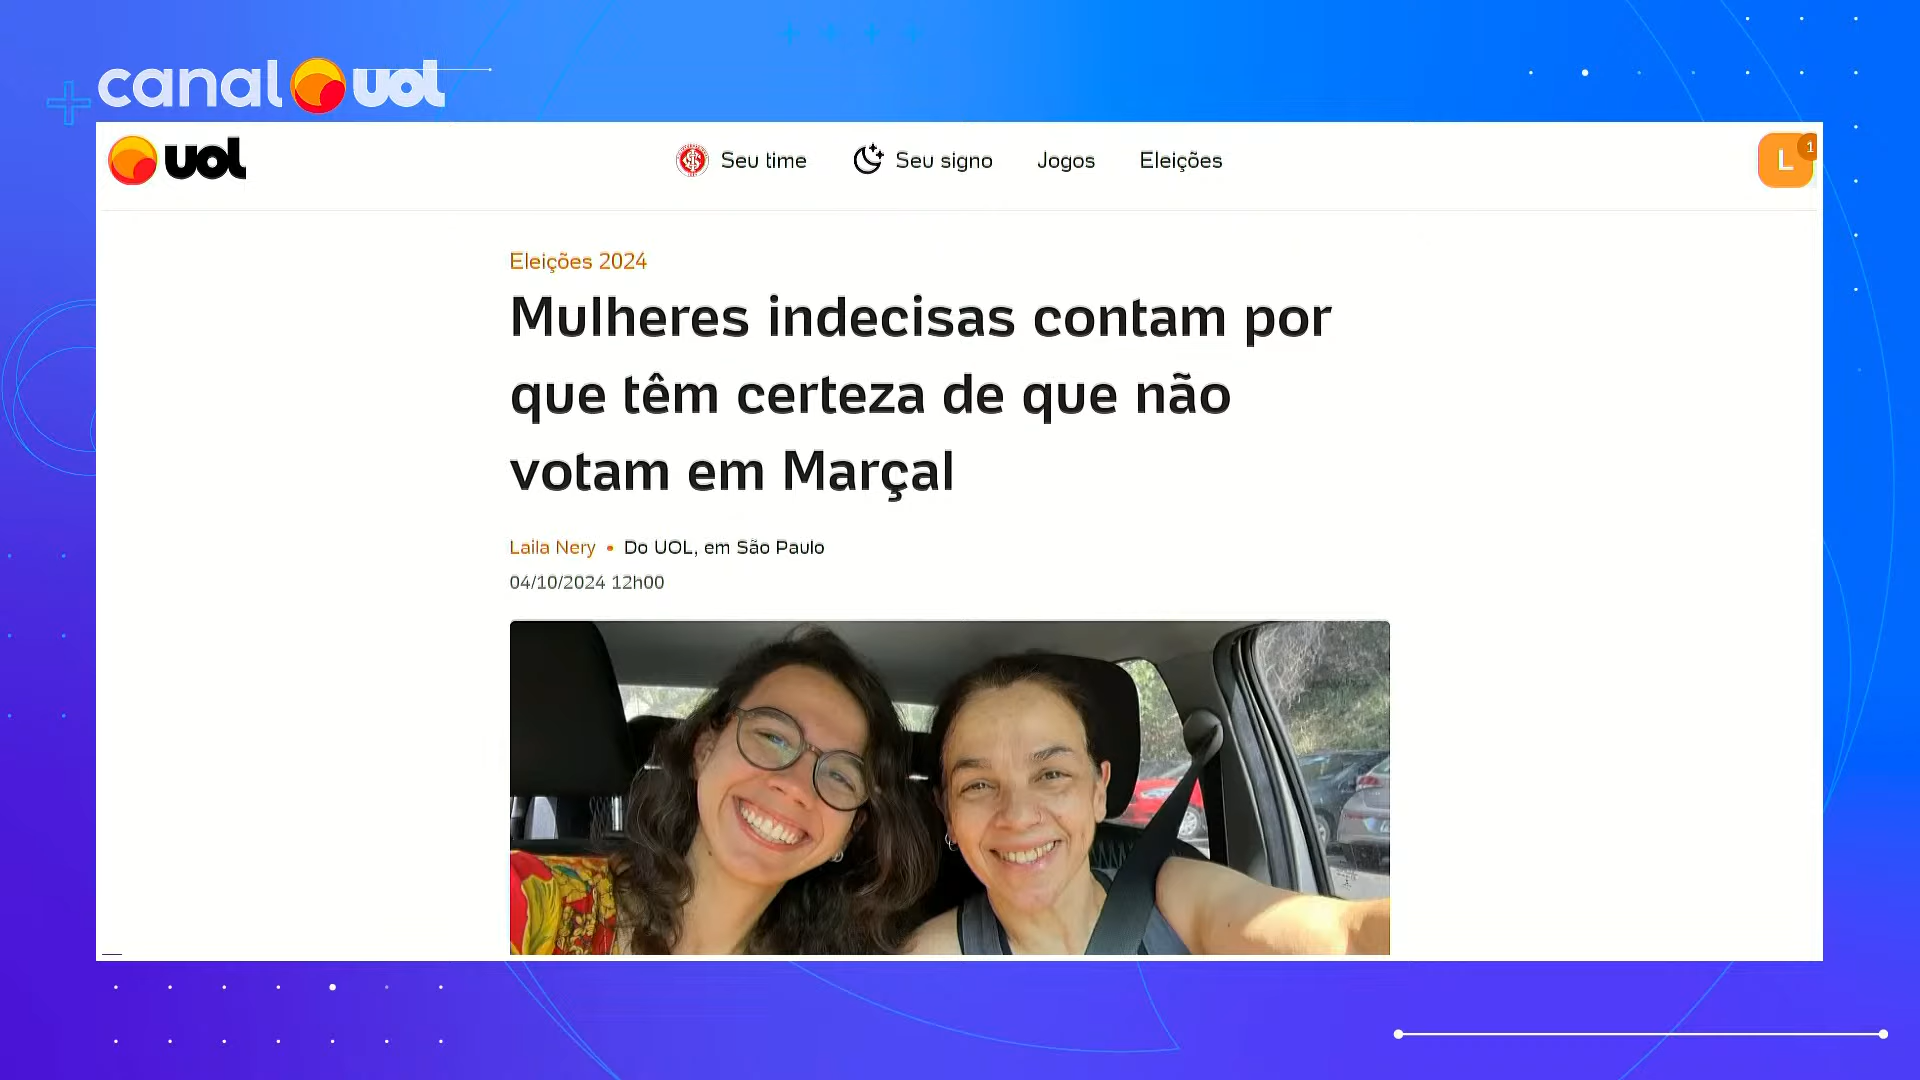 canal uol
uol
Seu time
Seu signo
Jogos
Eleições
L
1
Eleições 2024
Mulheres indecisas contam por
que têm certeza de que não
votam em Marçal
Laila Nery • Do UOL, em São Paulo
04/10/2024 12h00